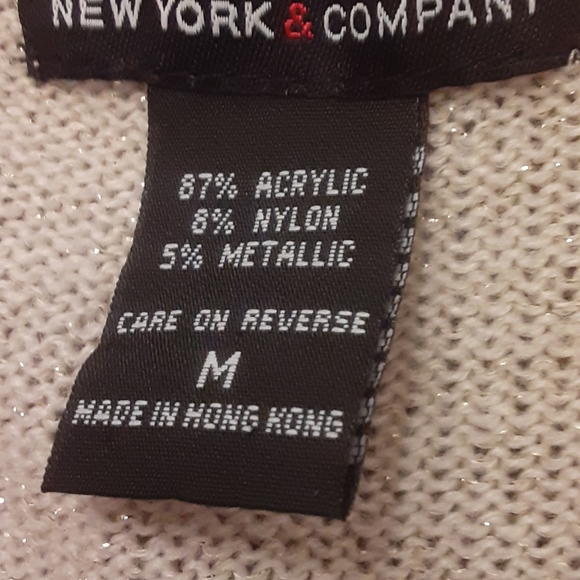 NEW YORK & COMPANY
87% ACRYLIC
8% NYLON
5% METALLIC
CARE ON REVERSE
M
MADE IN HONG KONG